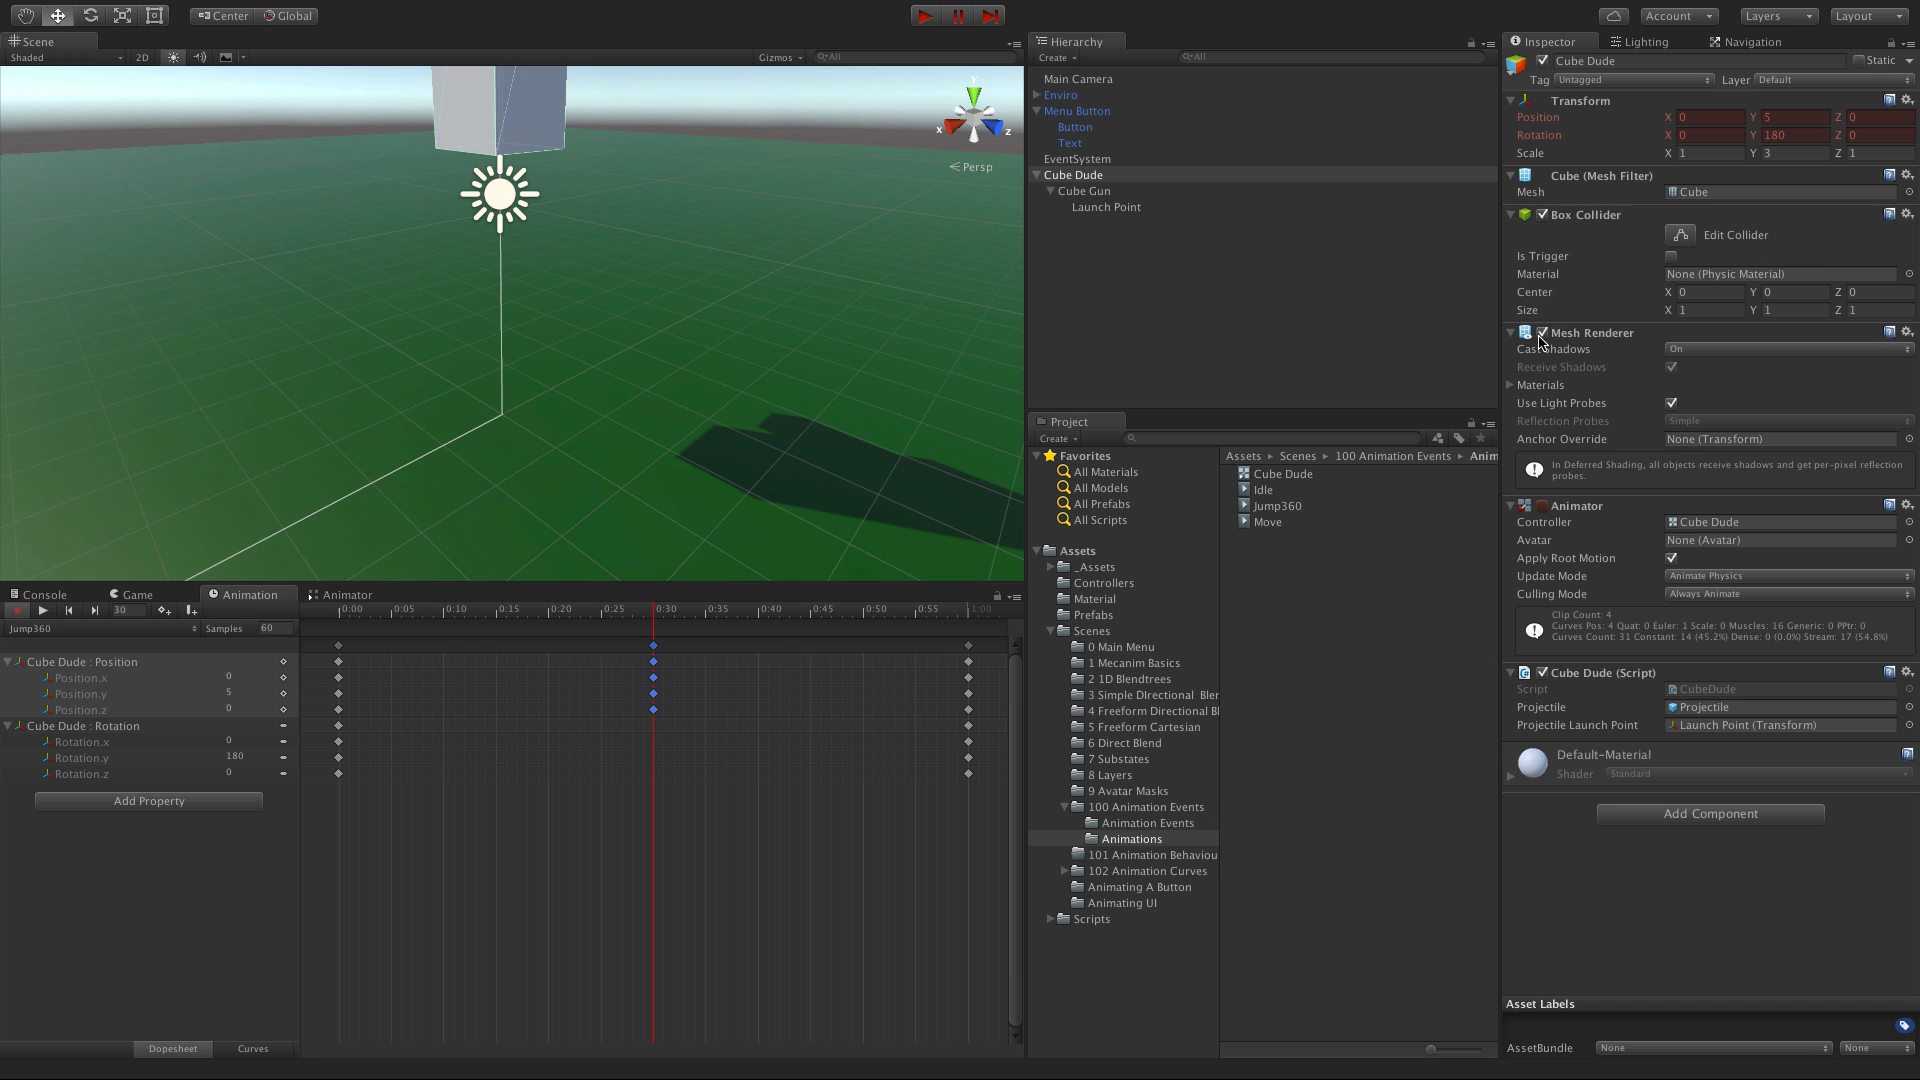 Center Global
Account Layers Layout
Scene
Shaded 2D Gizmos All
y
x z
Persp
Hierarchy
Create All
Main Camera
Enviro
Menu Button
Button
Text
EventSystem
Cube Dude
Cube Gun
Launch Point
Console Game Animation Animator
30 0:00 0:05 0:10 0:15 0:20 0:25 0:30 0:35 0:40 0:45 0:50 0:55 1:00
Jump360 Samples 60
Cube Dude : Position
Position.x 0
Position.y 5
Position.z 0
Cube Dude : Rotation
Rotation.x 0
Rotation.y 180
Rotation.z 0
Add Property
Dopesheet Curves
Project
Create
Favorites
All Materials
All Models
All Prefabs
All Scripts
Assets
_Assets
Controllers
Material
Prefabs
Scenes
0 Main Menu
1 Mecanim Basics
2 1D Blendtrees
3 Simple DIrectional Bler
4 Freeform Directional Bl
5 Freeform Cartesian
6 Direct Blend
7 Substates
8 Layers
9 Avatar Masks
100 Animation Events
Animation Events
Animations
101 Animation Behaviou
102 Animation Curves
Animating A Button
Animating UI
Scripts
Assets Scenes 100 Animation Events Anim
Cube Dude
Idle
Jump360
Move
Inspector Lighting Navigation
Cube Dude Static
Tag Untagged Layer Default
Transform
Position X 0 Y 5 Z 0
Rotation X 0 Y 180 Z 0
Scale X 1 Y 3 Z 1
Cube (Mesh Filter)
Mesh Cube
Box Collider
Edit Collider
Is Trigger
Material None (Physic Material)
Center X 0 Y 0 Z 0
Size X 1 Y 1 Z 1
Mesh Renderer
Cast Shadows On
Receive Shadows
Materials
Use Light Probes
Reflection Probes Simple
Anchor Override None (Transform)
In Deferred Shading, all objects receive shadows and get per-pixel reflection
probes.
Animator
Controller Cube Dude
Avatar None (Avatar)
Apply Root Motion
Update Mode Animate Physics
Culling Mode Always Animate
Clip Count: 4
Curves Pos: 4 Quat: 0 Euler: 1 Scale: 0 Muscles: 16 Generic: 0 PPtr: 0
Curves Count: 31 Constant: 14 (45.2%) Dense: 0 (0.0%) Stream: 17 (54.8%)
Cube Dude (Script)
Script CubeDude
Projectile Projectile
Projectile Launch Point Launch Point (Transform)
Default-Material
Shader Standard
Add Component
Asset Labels
AssetBundle None None